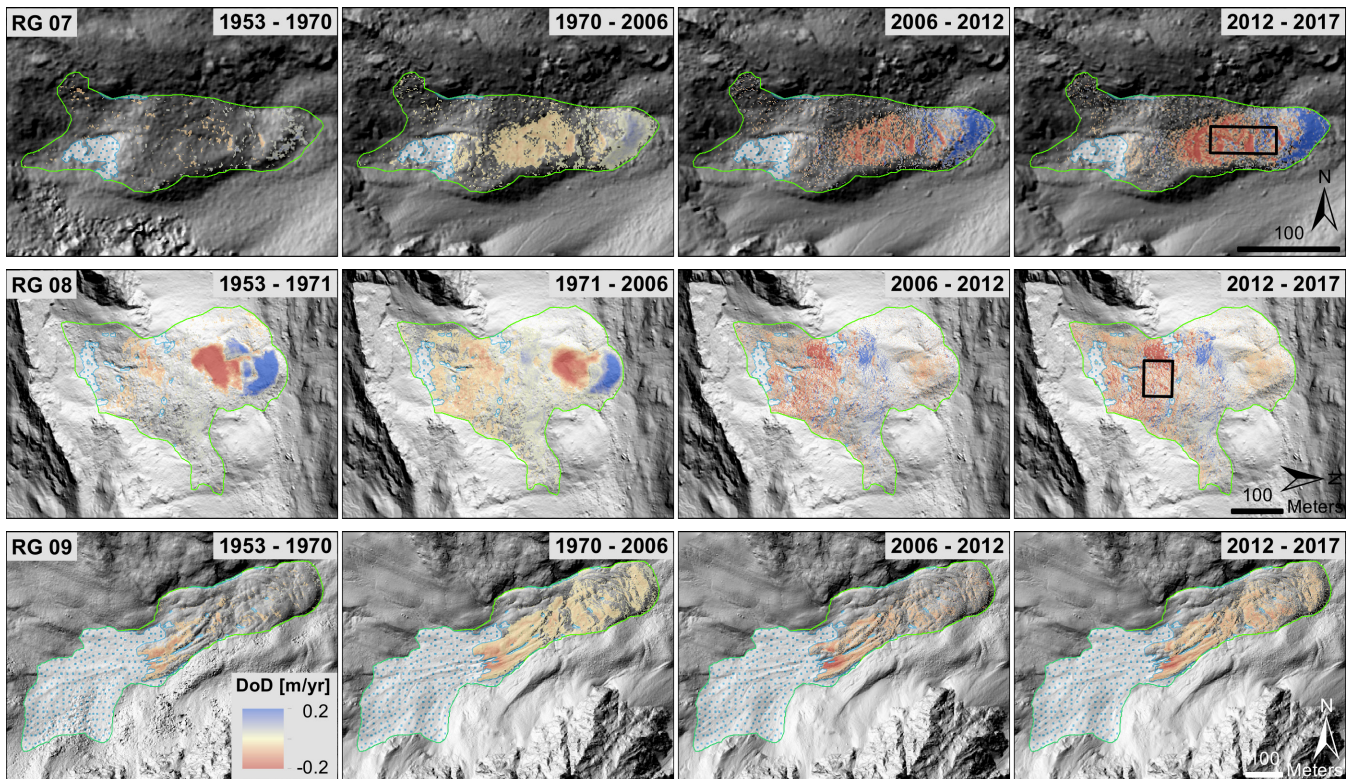 RG 07
1953 - 1970
1970 - 2006
2006 - 2012
2012 - 2017
N
100
RG 08
1953 - 1971
1971 - 2006
2006 - 2012
2012 - 2017
N
100
Meters
RG 09
1953 - 1970
1970 - 2006
2006 - 2012
2012 - 2017
DoD [m/yr]
0.2
-0.2
N
100
Meters